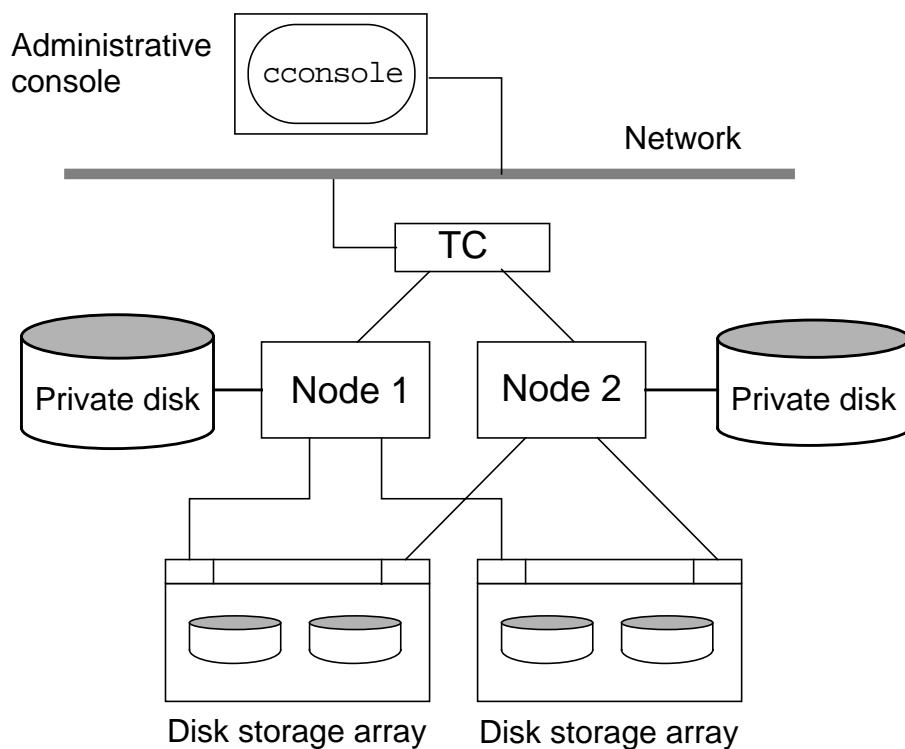 Administrative
console
cconsole
Network
TC
Private disk
Node 1
Node 2
Private disk
Disk storage array
Disk storage array